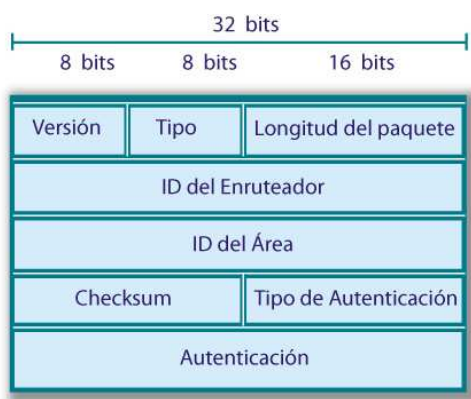 32 bits
8 bits 8 bits 16 bits
Versión Tipo Longitud del paquete
ID del Enruteador
ID del Área
Checksum Tipo de Autenticación
Autenticación